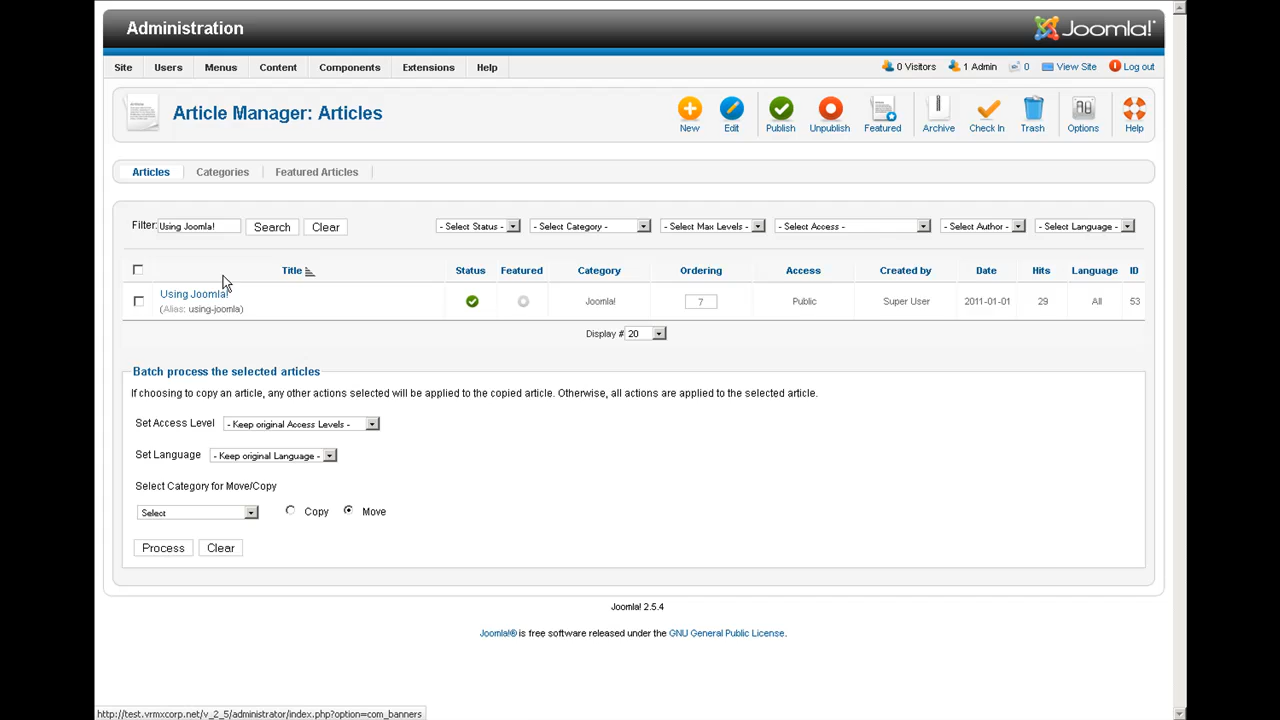 Administration
Joomla!
Site Users Menus Content Components Extensions Help
0 Visitors 1 Admin 0 View Site Log out
Article Manager: Articles
New Edit Publish Unpublish Featured Archive Check In Trash Options Help
Articles Categories Featured Articles
Filter: Using Joomla! Search Clear - Select Status - - Select Category - - Select Max Levels - - Select Access - - Select Author - - Select Language -
Title Status Featured Category Ordering Access Created by Date Hits Language ID
Using Joomla! Joomla! 7 Public Super User 2011-01-01 29 All 53
(Alias: using-joomla)
Display # 20
Batch process the selected articles
If choosing to copy an article, any other actions selected will be applied to the copied article. Otherwise, all actions are applied to the selected article.
Set Access Level - Keep original Access Levels -
Set Language - Keep original Language -
Select Category for Move/Copy
Select Copy Move
Process Clear
Joomla! 2.5.4
Joomla!® is free software released under the GNU General Public License.
http://test.vrmxcorp.net/v_2_5/administrator/index.php?option=com_banners